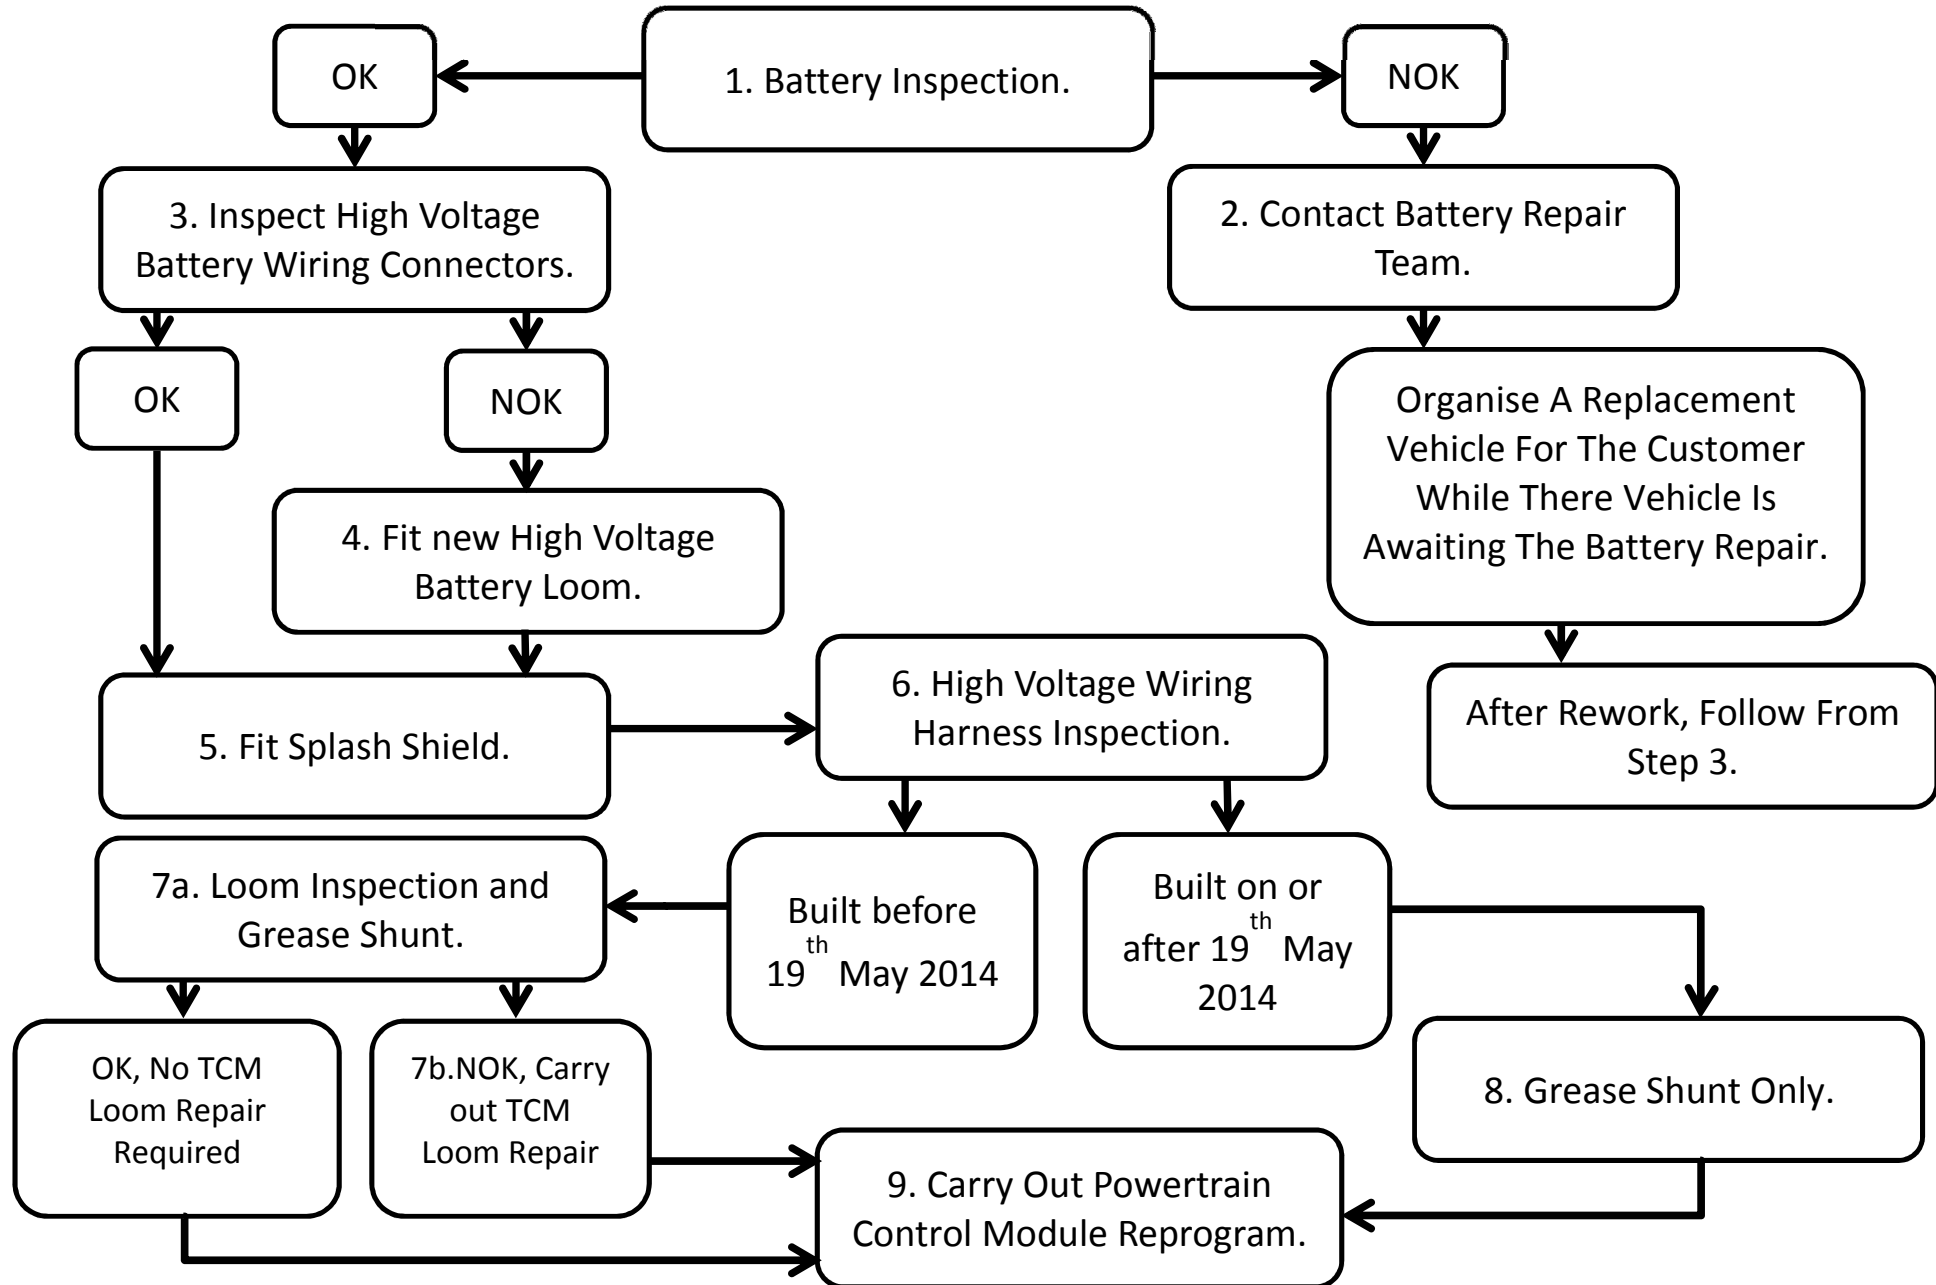 OK
1. Battery Inspection.
NOK
3. Inspect High Voltage
Battery Wiring Connectors.
2. Contact Battery Repair
Team.
OK
NOK
Organise A Replacement
Vehicle For The Customer
While There Vehicle Is
Awaiting The Battery Repair.
4. Fit new High Voltage
Battery Loom.
5. Fit Splash Shield.
6. High Voltage Wiring
Harness Inspection.
After Rework, Follow From
Step 3.
7a. Loom Inspection and
Grease Shunt.
Built before
19th May 2014
Built on or
after 19th May
2014
OK, No TCM
Loom Repair
Required
7b.NOK, Carry
out TCM
Loom Repair
8. Grease Shunt Only.
9. Carry Out Powertrain
Control Module Reprogram.